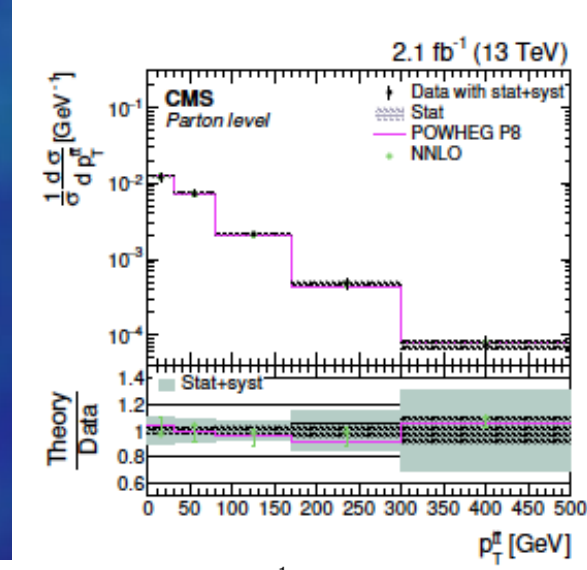 2.1 fb⁻¹ (13 TeV)
CMS
Parton level
Data with stat+syst
Stat
POWHEG P8
NNLO
1/σ dσ/dp_T^tt [GeV⁻¹]
10⁻¹
10⁻²
10⁻³
10⁻⁴
Stat+syst
Theory
Data
1.4
1.2
1
0.8
0.6
0 50 100 150 200 250 300 350 400 450 500
p_T^tt [GeV]